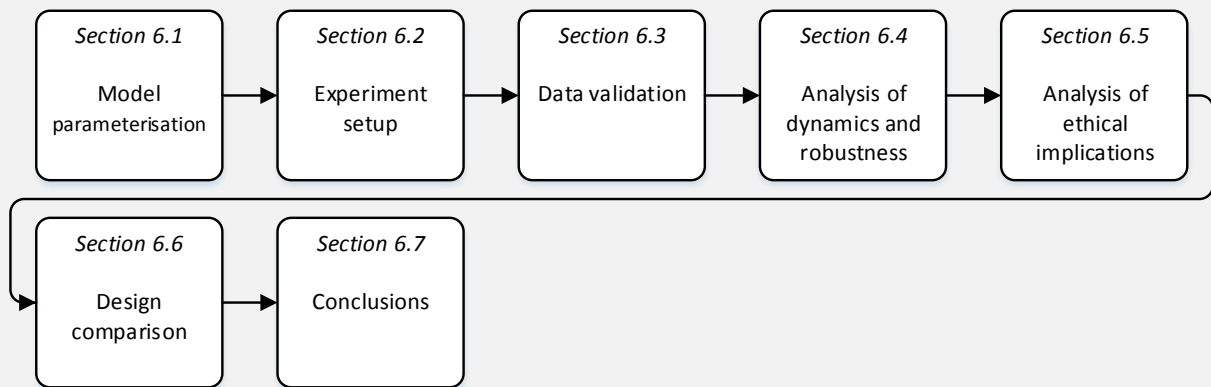 Section 6.1
Model
parameterisation
Section 6.2
Experiment
setup
Section 6.3
Data validation
Section 6.4
Analysis of
dynamics and
robustness
Section 6.5
Analysis of
ethical
implications
Section 6.6
Design
comparison
Section 6.7
Conclusions